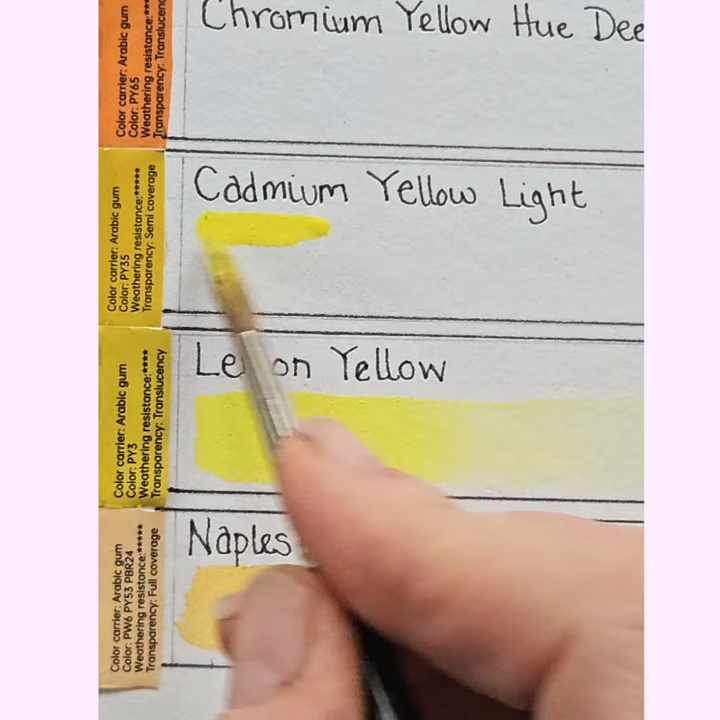 Color carrier: Arabic gum
Color: PY65
Weathering resistance:
Transparency: Translucenc
Chromium Yellow Hue Dee
Color carrier: Arabic gum
Color: PY35
Weathering resistance:*****
Transparency: Semi coverage
Cadmium Yellow Light
Color carrier: Arabic gum
Color: PY3
Weathering resistance:****
Transparency: Translucency
Lemon Yellow
Color carrier: Arabic gum
Color: PW6 PY53 PBR24
Weathering resistance:*****
Transparency: Full coverage
Naples